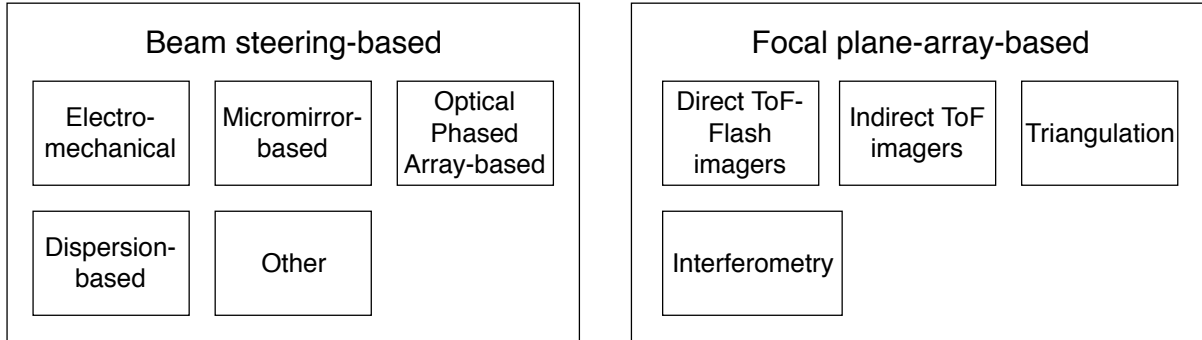 Beam steering-based
Electro-
mechanical
Micromirror-
based
Optical
Phased
Array-based
Dispersion-
based
Other
Focal plane-array-based
Direct ToF-
Flash
imagers
Indirect ToF
imagers
Triangulation
Interferometry